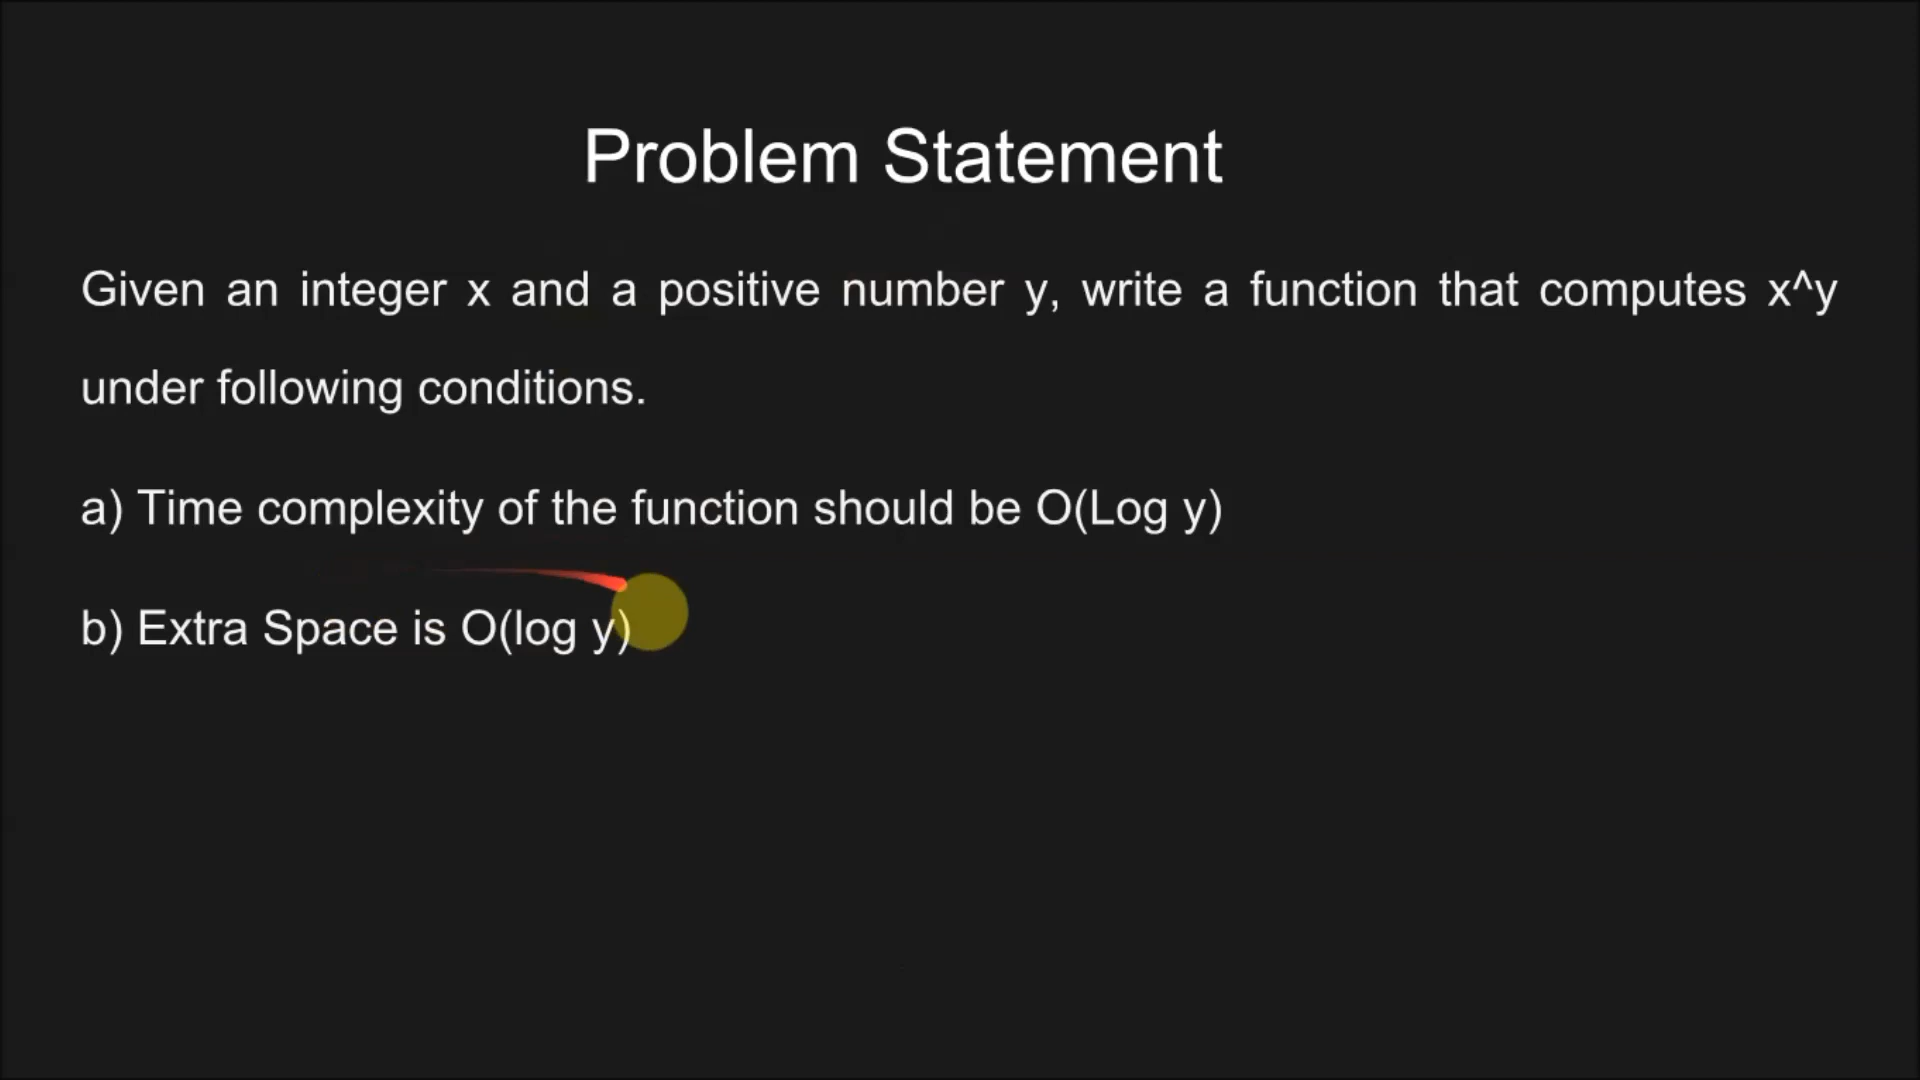 Problem Statement
Given an integer x and a positive number y, write a function that computes x^y
under following conditions.
a) Time complexity of the function should be O(Log y)
b) Extra Space is O(log y)